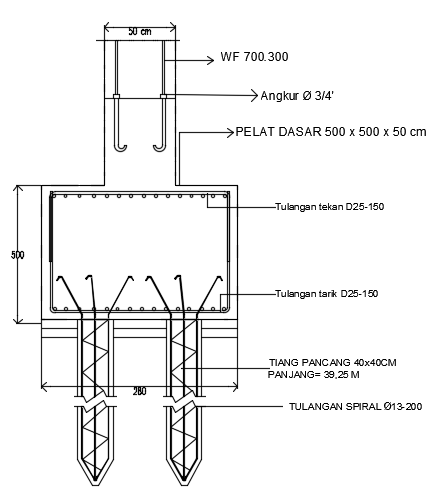 50 cm
WF 700.300
Angkur Ø 3/4'
PELAT DASAR 500 x 500 x 50 cm
Tulangan tekan D25-150
500
Tulangan tarik D25-150
TIANG PANCANG 40x40CM
PANJANG= 39,25 M
260
TULANGAN SPIRAL Ø13-200